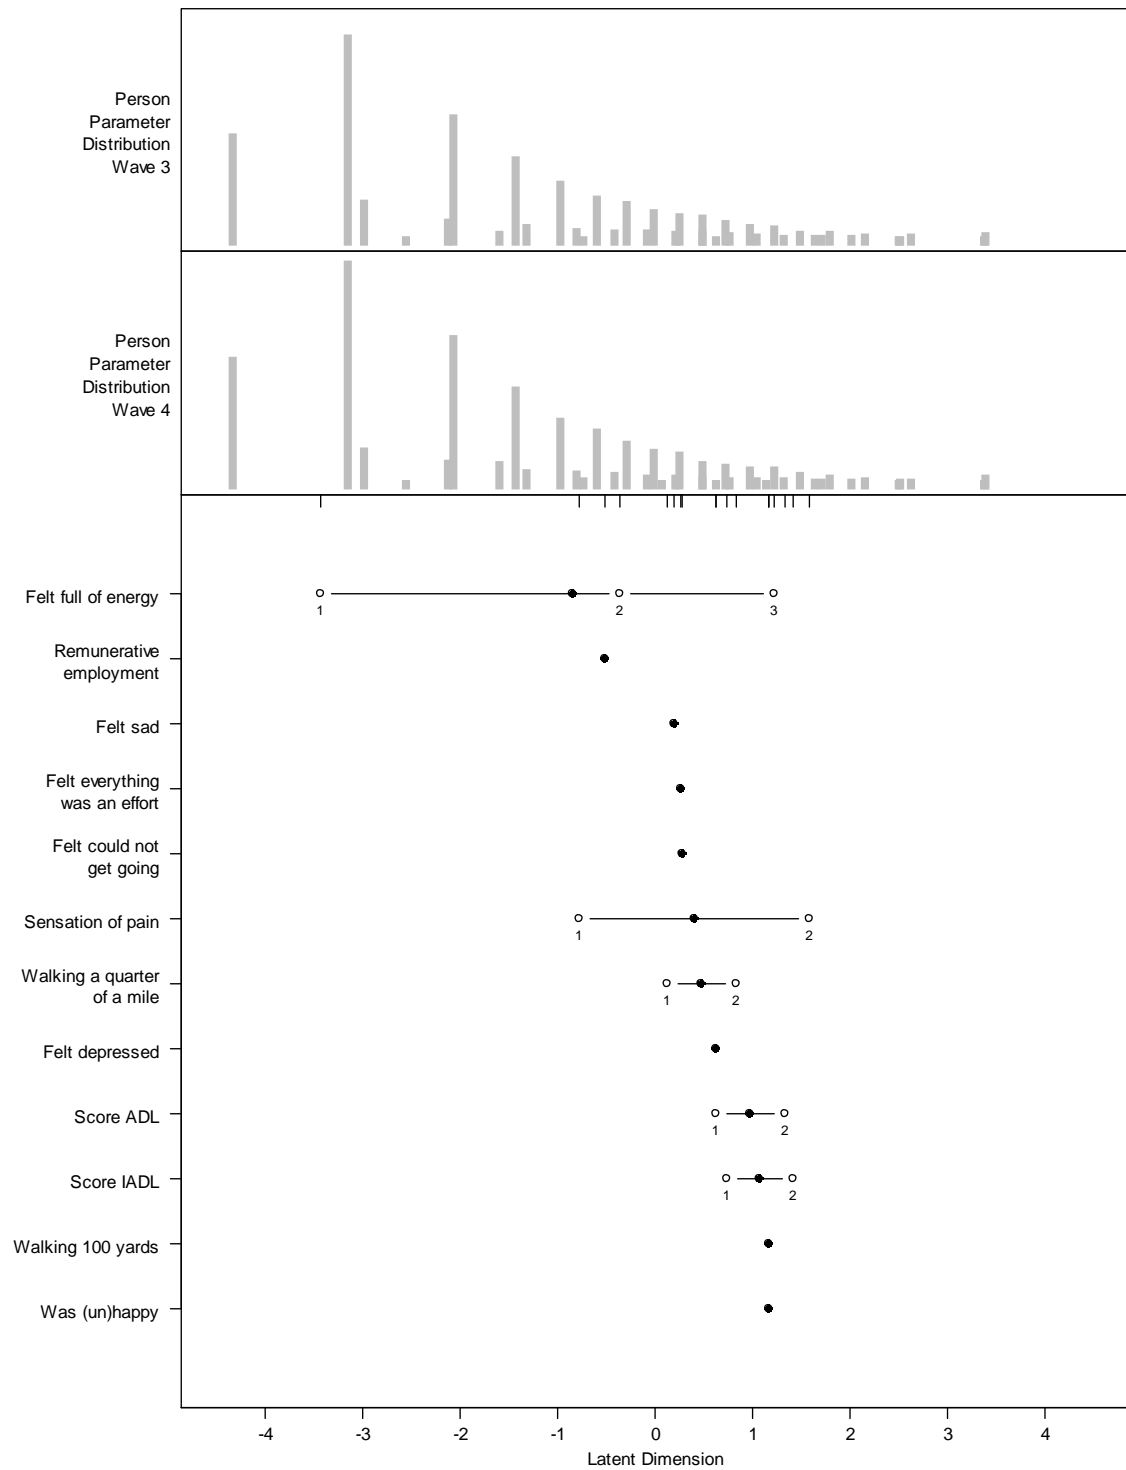 Person
Parameter
Distribution
Wave 3
Person
Parameter
Distribution
Wave 4
Felt full of energy
1 2 3
Remunerative
employment
Felt sad
Felt everything
was an effort
Felt could not
get going
Sensation of pain
1 2
Walking a quarter
of a mile
1 2
Felt depressed
Score ADL
1 2
Score IADL
1 2
Walking 100 yards
Was (un)happy
-4 -3 -2 -1 0 1 2 3 4
Latent Dimension